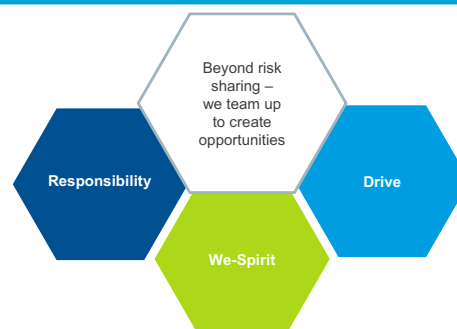 Beyond risk
sharing –
we team up
to create
opportunities
Responsibility
Drive
We-Spirit